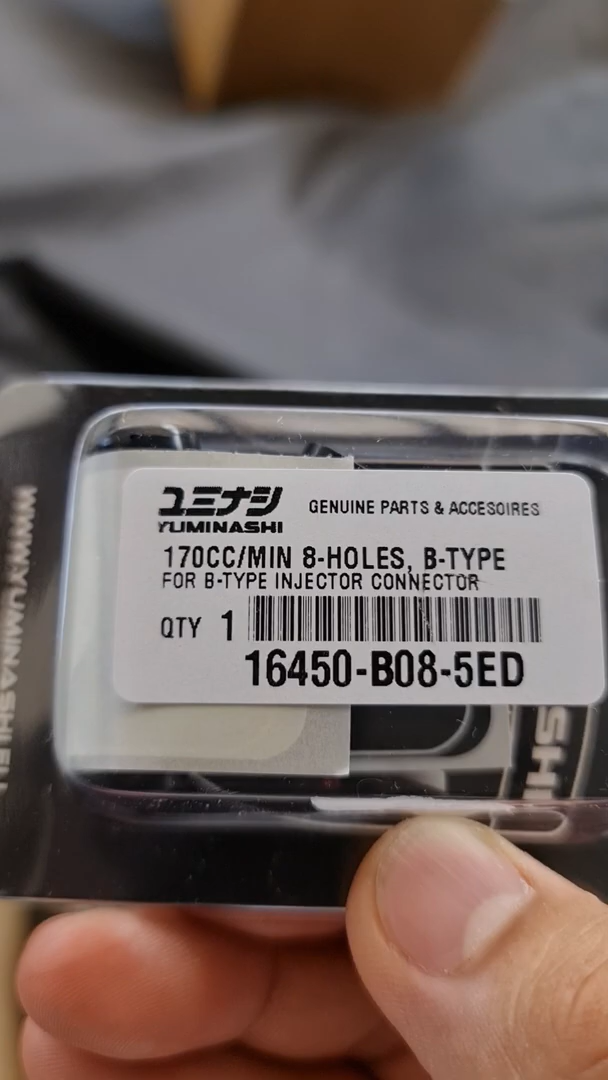 ユミナシ
YUMINASHI
GENUINE PARTS & ACCESOIRES
170CC/MIN 8-HOLES, B-TYPE
FOR B-TYPE INJECTOR CONNECTOR
QTY 1
16450-B08-5ED
WWW.YUMINASHI.EU
SHI